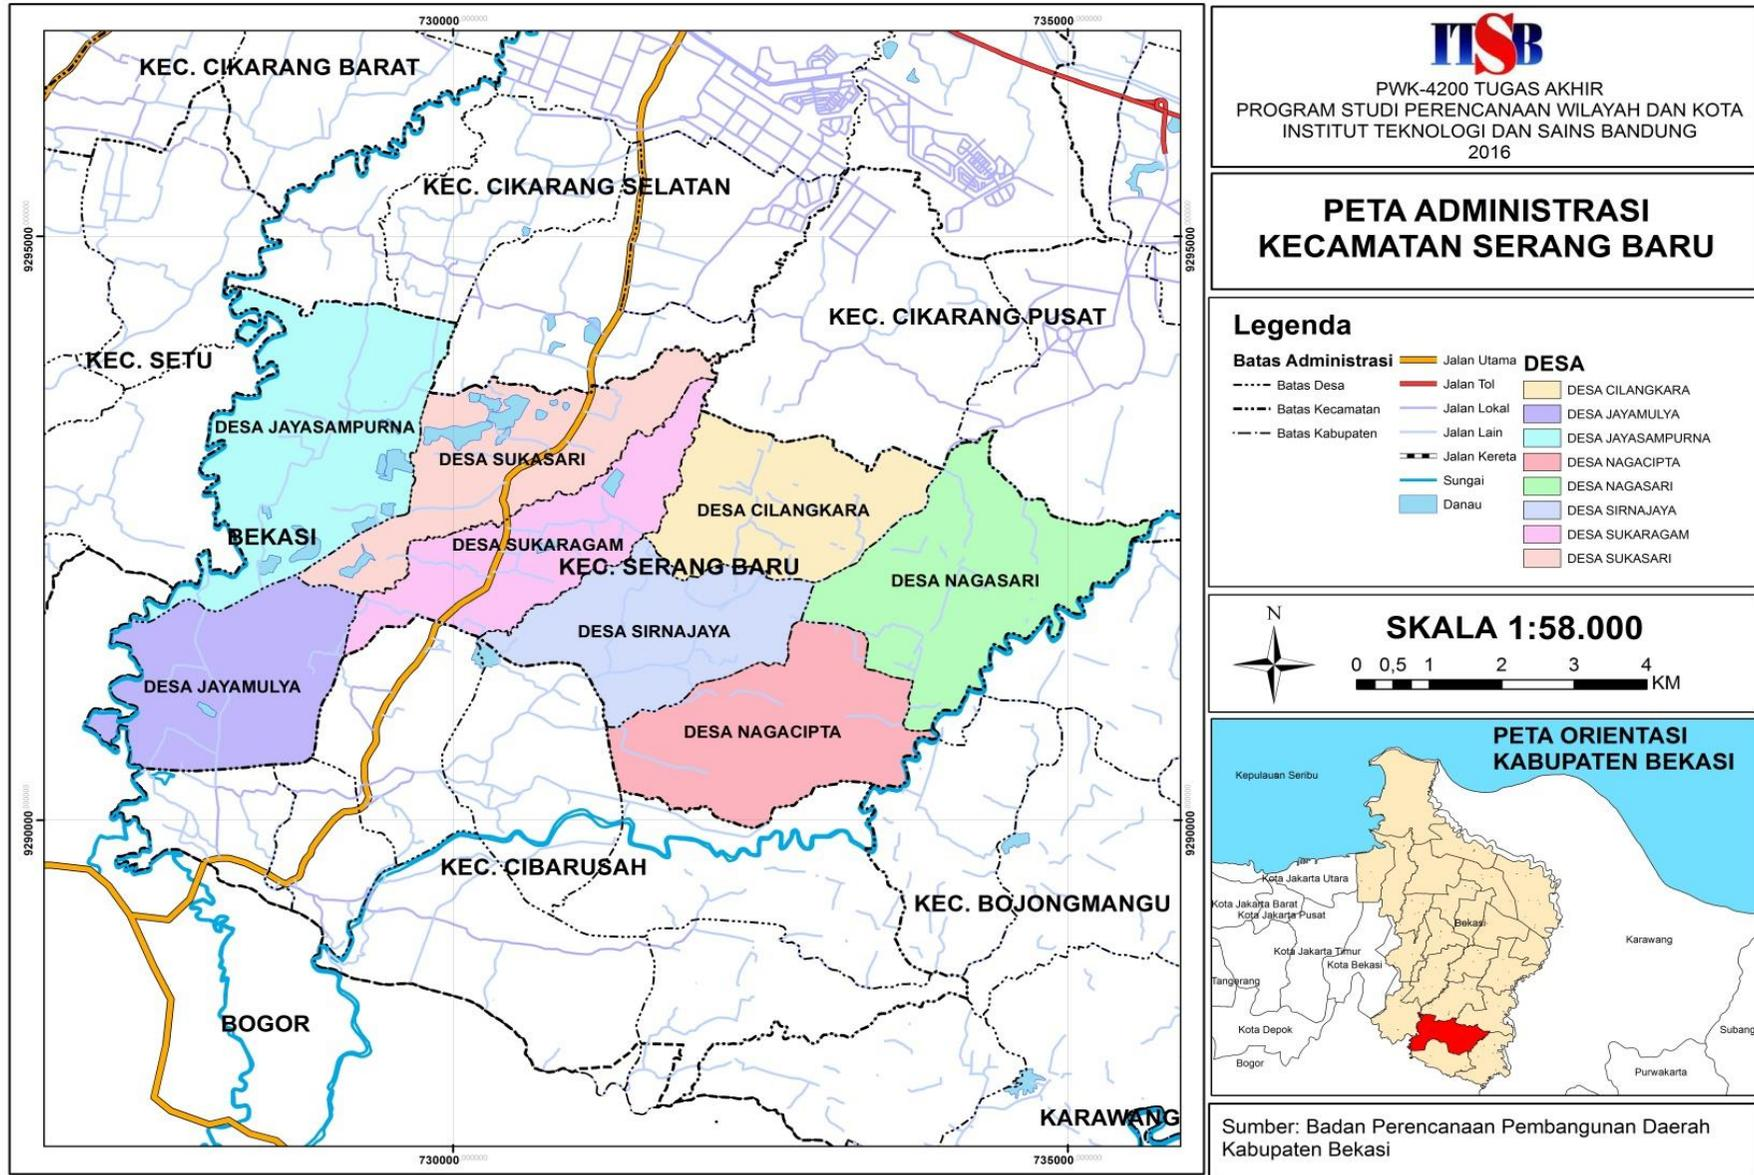 730000
735000
KEC. CIKARANG BARAT
KEC. CIKARANG SELATAN
9295000
9295000
KEC. CIKARANG PUSAT
KEC. SETU
DESA JAYASAMPURNA
DESA SUKASARI
DESA CILANGKARA
BEKASI
DESA SUKARAGAM
KEC. SERANG BARU
DESA NAGASARI
DESA SIRNAJAYA
DESA JAYAMULYA
DESA NAGACIPTA
9290000
9290000
KEC. CIBARUSAH
KEC. BOJONGMANGU
BOGOR
KARAWANG
730000
735000
ITSB
PWK-4200 TUGAS AKHIR
PROGRAM STUDI PERENCANAAN WILAYAH DAN KOTA
INSTITUT TEKNOLOGI DAN SAINS BANDUNG
2016
PETA ADMINISTRASI
KECAMATAN SERANG BARU
Legenda
Batas Administrasi
Batas Desa
Batas Kecamatan
Batas Kabupaten
Jalan Utama
Jalan Tol
Jalan Lokal
Jalan Lain
Jalan Kereta
Sungai
Danau
DESA
DESA CILANGKARA
DESA JAYAMULYA
DESA JAYASAMPURNA
DESA NAGACIPTA
DESA NAGASARI
DESA SIRNAJAYA
DESA SUKARAGAM
DESA SUKASARI
N
SKALA 1:58.000
0 0,5 1 2 3 4
KM
PETA ORIENTASI
KABUPATEN BEKASI
Kepulauan Seribu
Kota Jakarta Utara
Kota Jakarta Barat
Kota Jakarta Pusat
Bekasi
Karawang
Kota Jakarta Timur
Kota Bekasi
Tangerang
Kota Depok
Subang
Bogor
Purwakarta
Sumber: Badan Perencanaan Pembangunan Daerah
Kabupaten Bekasi